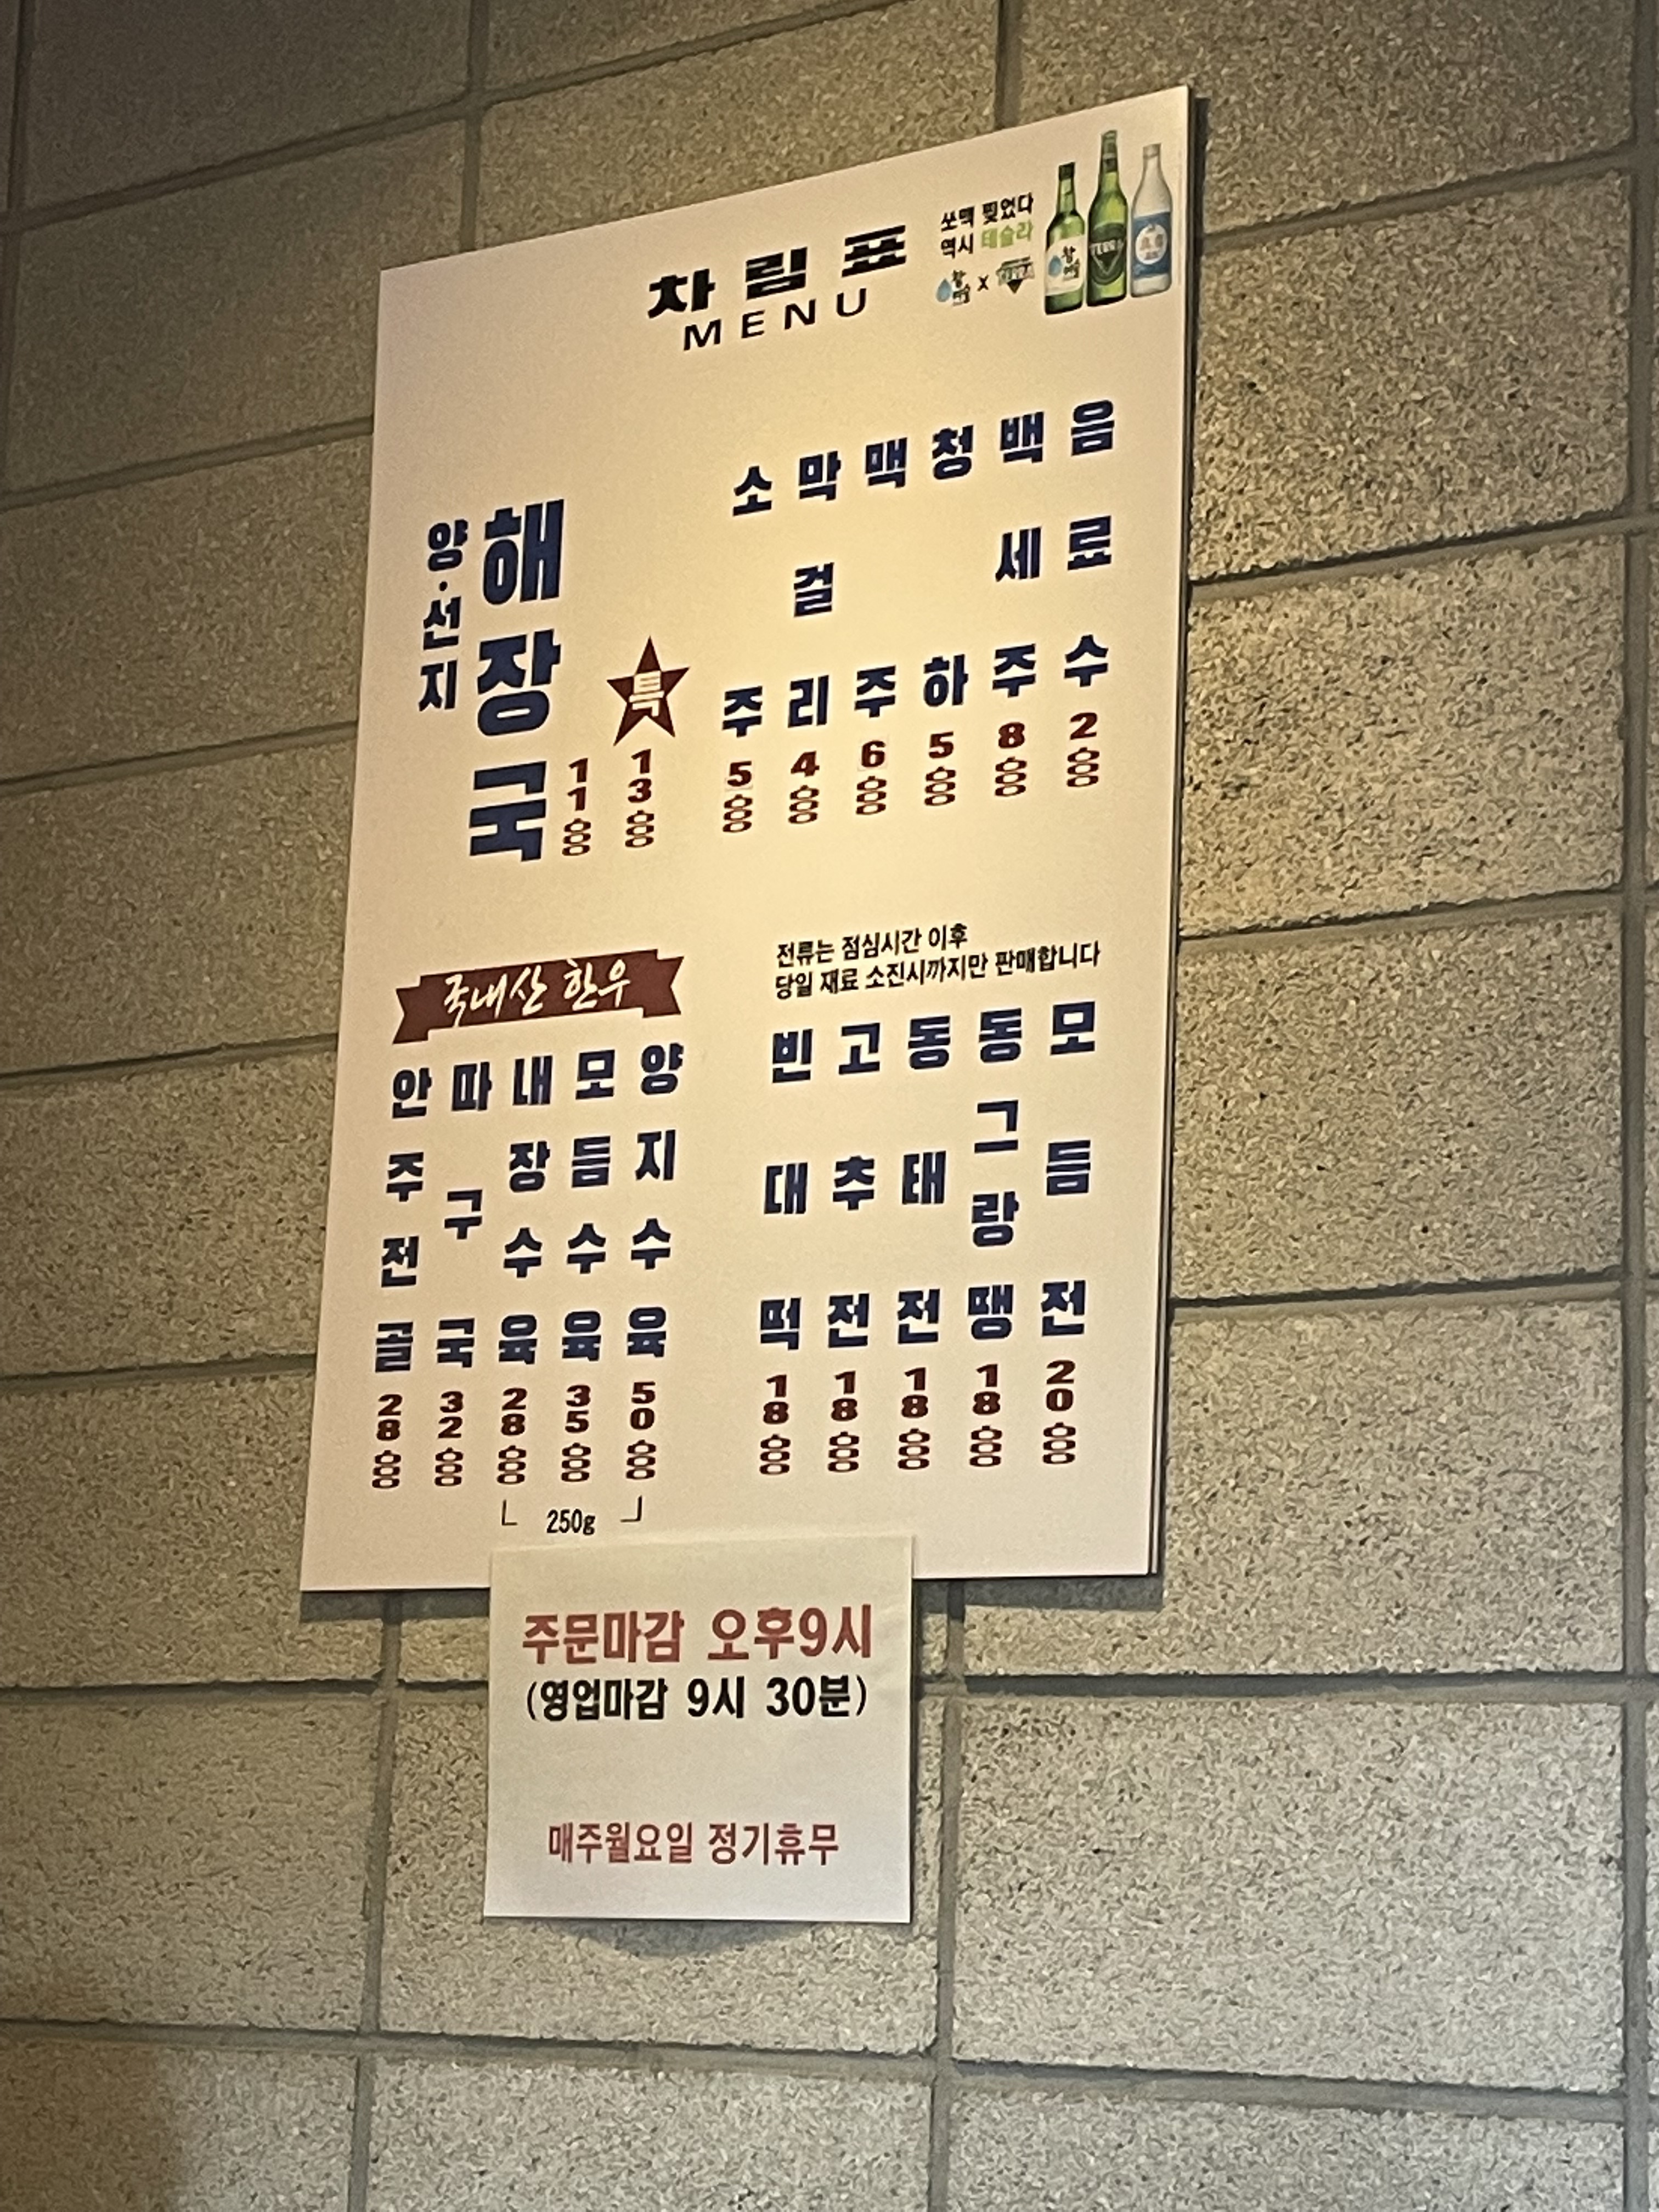 차림표
MENU
쏘맥 찢었다
역시 테슬라
참이슬 x TERRA
양·선지
해장국 11000
특 13000
소주 5000
막걸리 4000
맥주 6000
청하 5000
백세주 8000
음료수 2000
국내산 한우
안주전골 28000
따구국 32000
내장수육 28000
모듬수육 35000
양지수육 50000
250g
전류는 점심시간 이후
당일 재료 소진시까지만 판매합니다
빈대떡 18000
고추전 18000
동태전 18000
동그랑땡 18000
모듬전 20000
주문마감 오후9시
(영업마감 9시 30분)
매주월요일 정기휴무